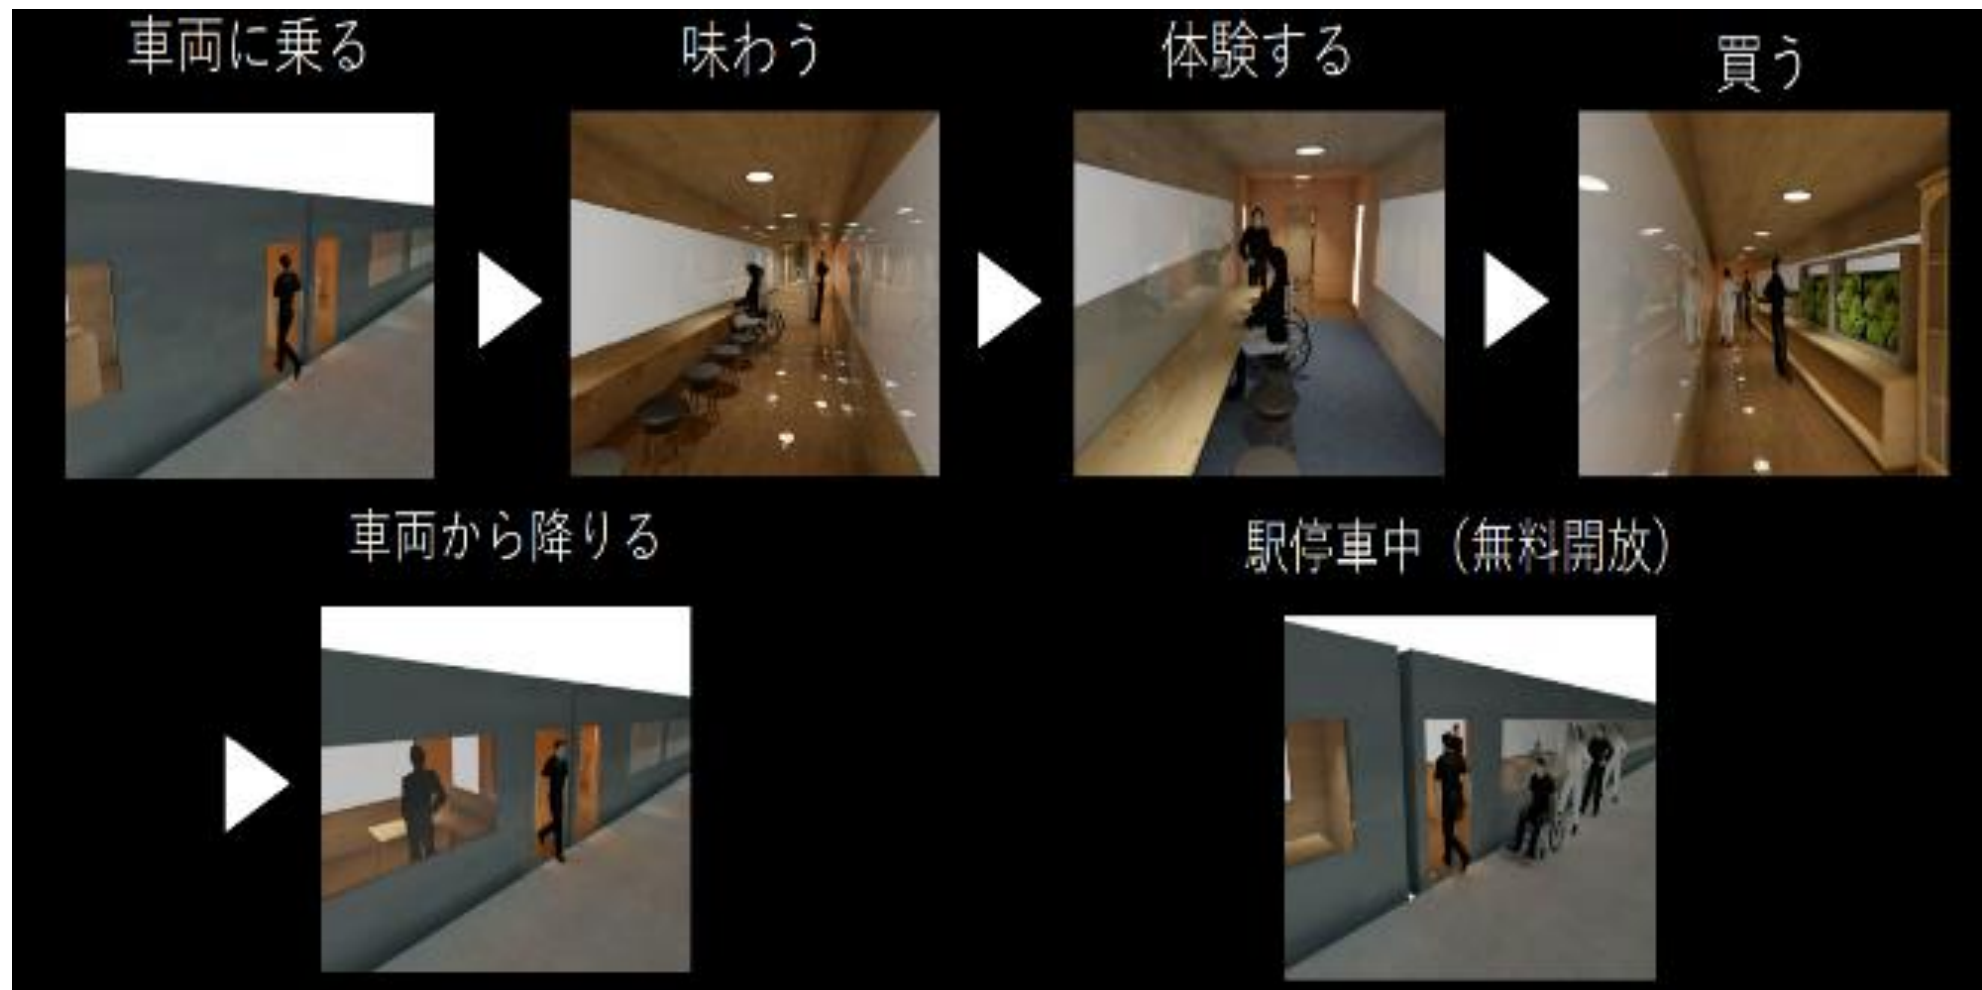 車両に乗る
味わう
体験する
買う
車両から降りる
駅停車中（無料開放）